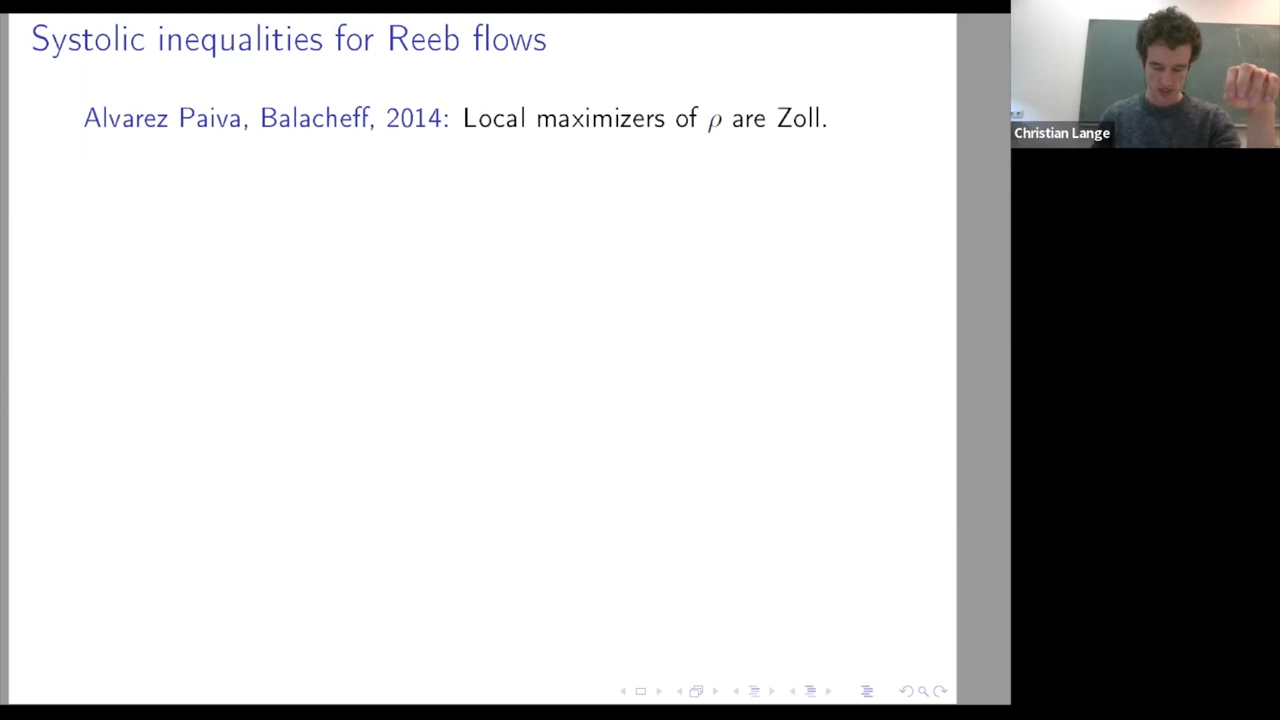 Systolic inequalities for Reeb flows
Alvarez Paiva, Balacheff, 2014: Local maximizers of ρ are Zoll.
Christian Lange